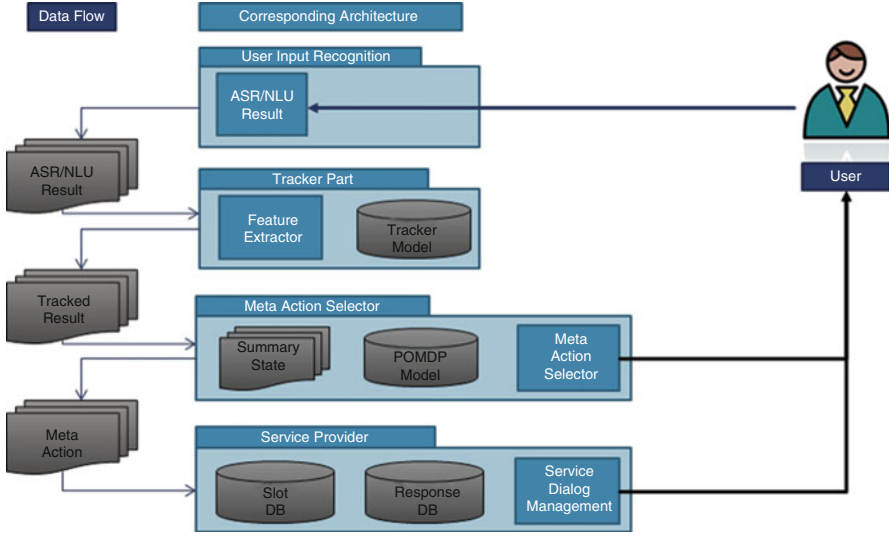 Data Flow
Corresponding Architecture
User Input Recognition
ASR/NLU
Result
ASR/NLU
Result
Tracker Part
Feature
Extractor
Tracker
Model
User
Tracked
Result
Meta Action Selector
Summary
State
POMDP
Model
Meta
Action
Selector
Meta
Action
Service Provider
Slot
DB
Response
DB
Service
Dialog
Management